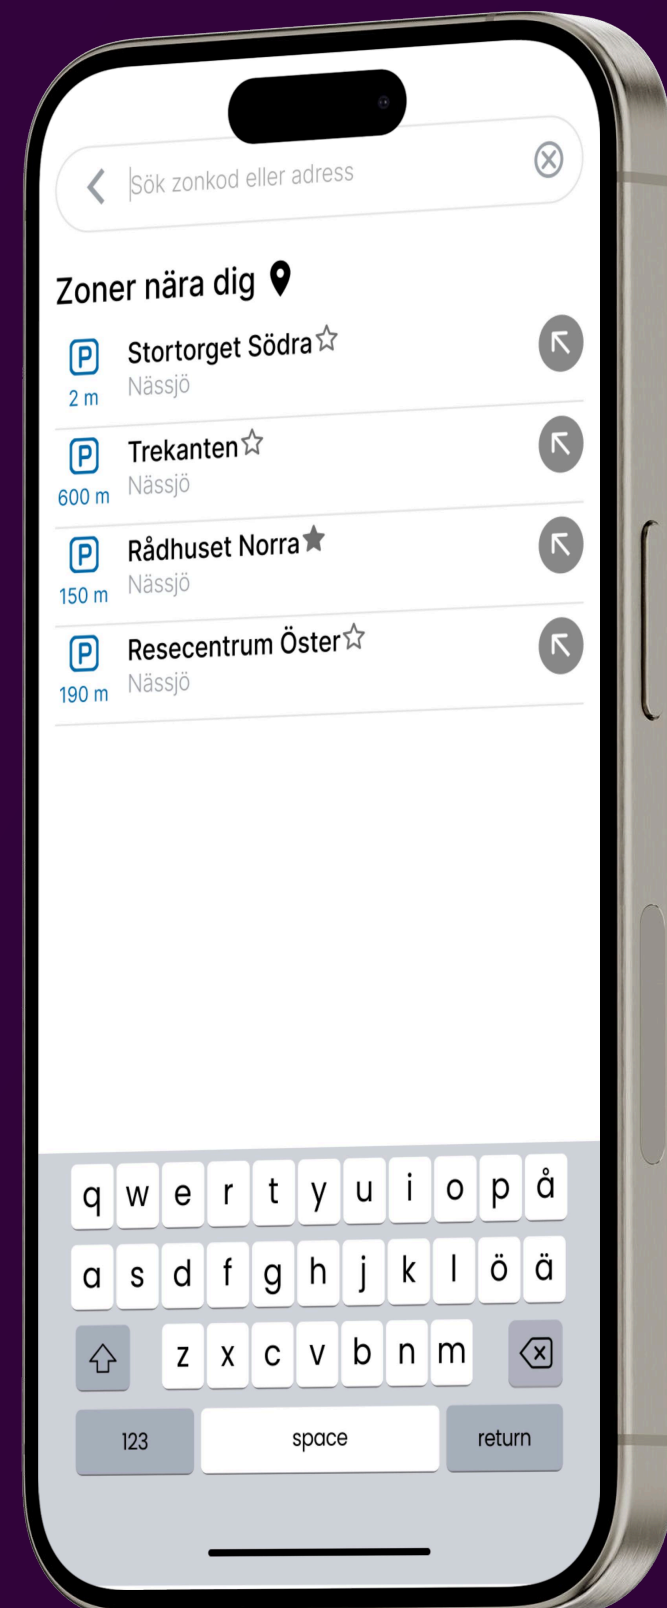 Sök zonkod eller adress
Zoner nära dig
P
Stortorget Södra
2 m
Nässjö
P
Trekanten
600 m
Nässjö
P
Rådhuset Norra
150 m
Nässjö
P
Resecentrum Öster
190 m
Nässjö
q w e r t y u i o p å
a s d f g h j k l ö ä
z x c v b n m
123 space return